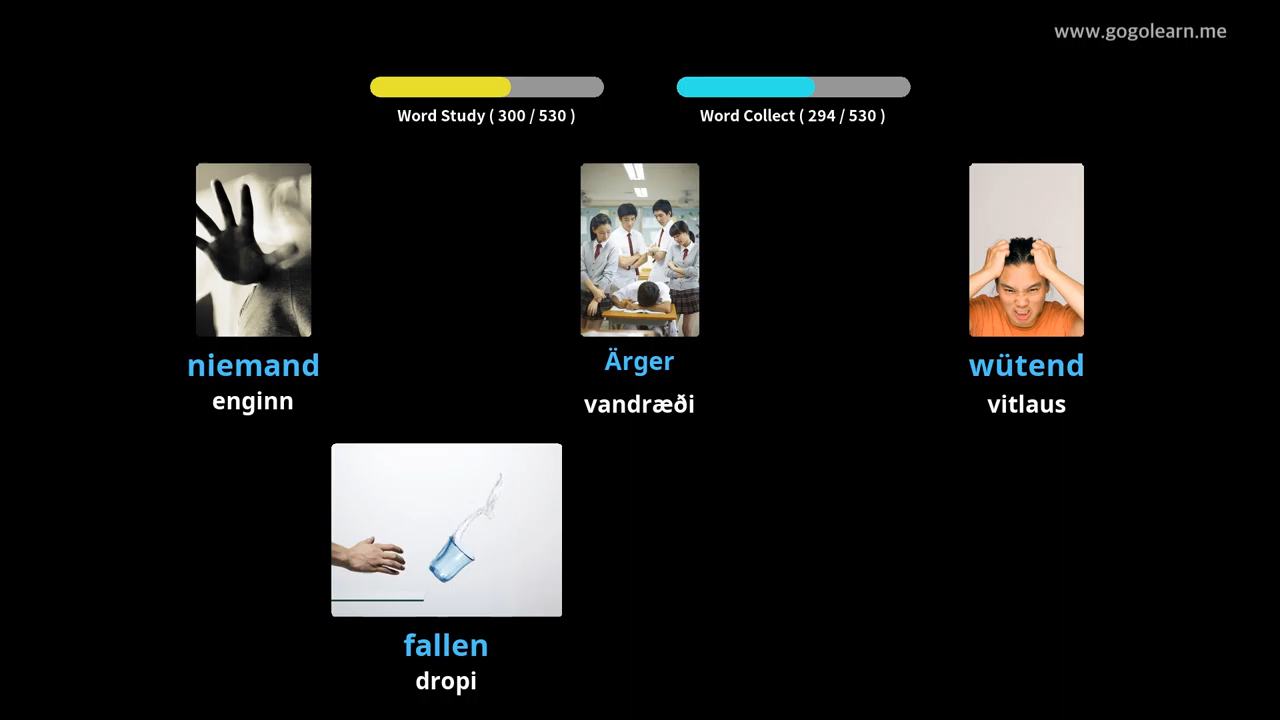 www.gogolearn.me
Word Study ( 300 / 530 )
Word Collect ( 294 / 530 )
niemand
enginn
Ärger
vandræði
wütend
vitlaus
fallen
dropi